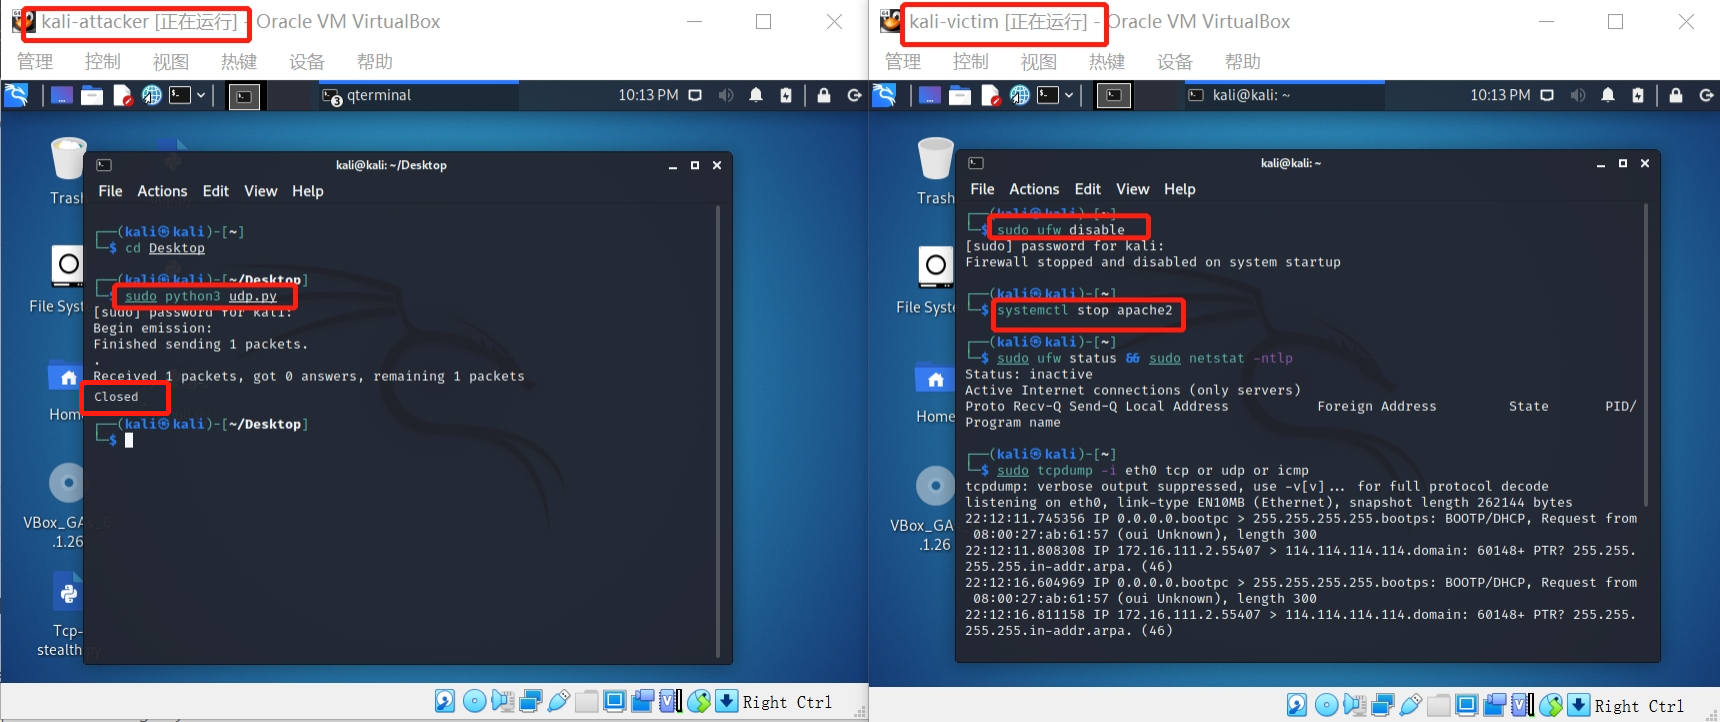 kali-attacker [正在运行] - Oracle VM VirtualBox
管理 控制 视图 热键 设备 帮助
qterminal
10:13 PM
Trash
File Syst
Home
VBox_GAs_6
.1.26
Tcp-
stealth.py
kali@kali: ~/Desktop
File Actions Edit View Help
┌──(kali㉿kali)-[~]
└─$ cd Desktop
┌──(kali㉿kali)-[~/Desktop]
└─$ sudo python3 udp.py
[sudo] password for kali:
Begin emission:
Finished sending 1 packets.
.
Received 1 packets, got 0 answers, remaining 1 packets
Closed
┌──(kali㉿kali)-[~/Desktop]
└─$
Right Ctrl
kali-victim [正在运行] - Oracle VM VirtualBox
管理 控制 视图 热键 设备 帮助
kali@kali: ~
10:13 PM
Trash
File Syste
Home
VBox_GA
.1.26
kali@kali: ~
File Actions Edit View Help
┌──(kali㉿kali)-[~]
└─$ sudo ufw disable
[sudo] password for kali:
Firewall stopped and disabled on system startup
┌──(kali㉿kali)-[~]
└─$ systemctl stop apache2
┌──(kali㉿kali)-[~]
└─$ sudo ufw status && sudo netstat -ntlp
Status: inactive
Active Internet connections (only servers)
Proto Recv-Q Send-Q Local Address Foreign Address State PID/
Program name
┌──(kali㉿kali)-[~]
└─$ sudo tcpdump -i eth0 tcp or udp or icmp
tcpdump: verbose output suppressed, use -v[v]... for full protocol decode
listening on eth0, link-type EN10MB (Ethernet), snapshot length 262144 bytes
22:12:11.745356 IP 0.0.0.0.bootpc > 255.255.255.255.bootps: BOOTP/DHCP, Request from
08:00:27:ab:61:57 (oui Unknown), length 300
22:12:11.808308 IP 172.16.111.2.55407 > 114.114.114.114.domain: 60148+ PTR? 255.255.
255.255.in-addr.arpa. (46)
22:12:16.604969 IP 0.0.0.0.bootpc > 255.255.255.255.bootps: BOOTP/DHCP, Request from
08:00:27:ab:61:57 (oui Unknown), length 300
22:12:16.811158 IP 172.16.111.2.55407 > 114.114.114.114.domain: 60148+ PTR? 255.255.
255.255.in-addr.arpa. (46)
Right Ctrl